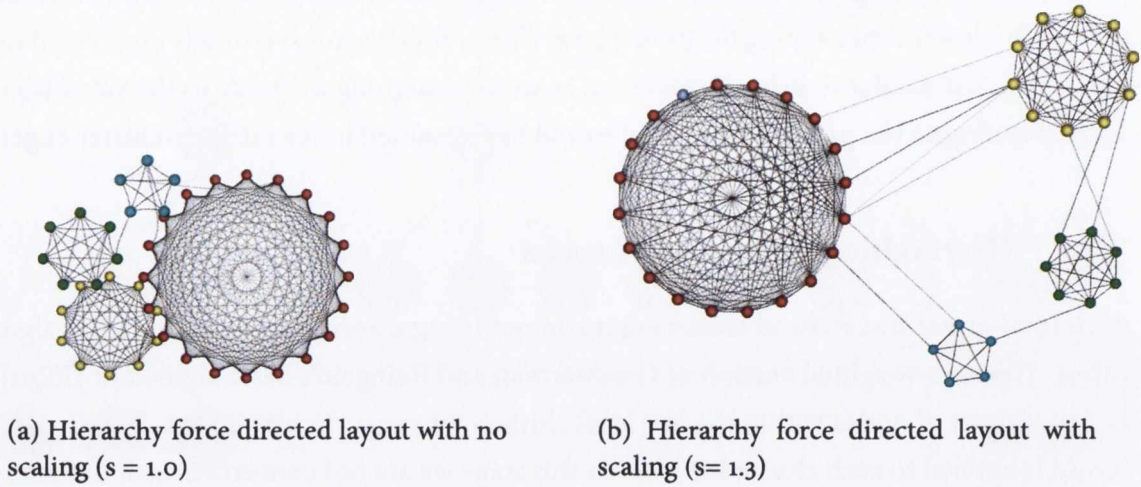 (a) Hierarchy force directed layout with no
scaling (s = 1.0)
(b) Hierarchy force directed layout with
scaling (s= 1.3)